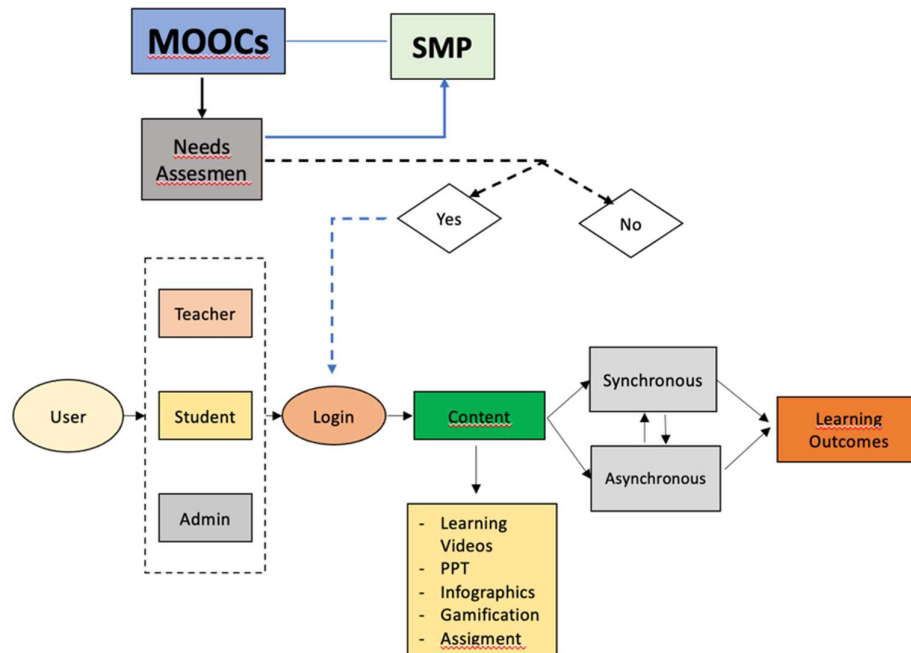 MOOCs
SMP
Needs
Assesmen
Yes
No
Teacher
User
Student
Login
Content
Synchronous
Asynchronous
Learning
Outcomes
Admin
- Learning
Videos
- PPT
- Infographics
- Gamification
- Assigment